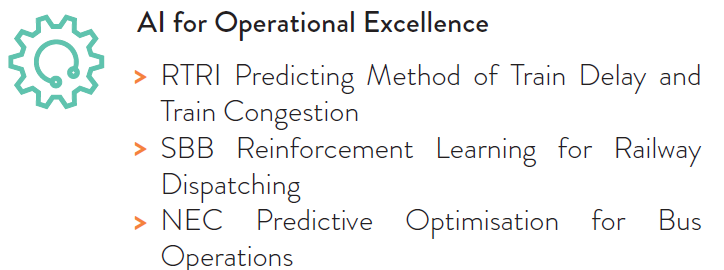 AI for Operational Excellence
> RTRI Predicting Method of Train Delay and
Train Congestion
> SBB Reinforcement Learning for Railway
Dispatching
> NEC Predictive Optimisation for Bus
Operations